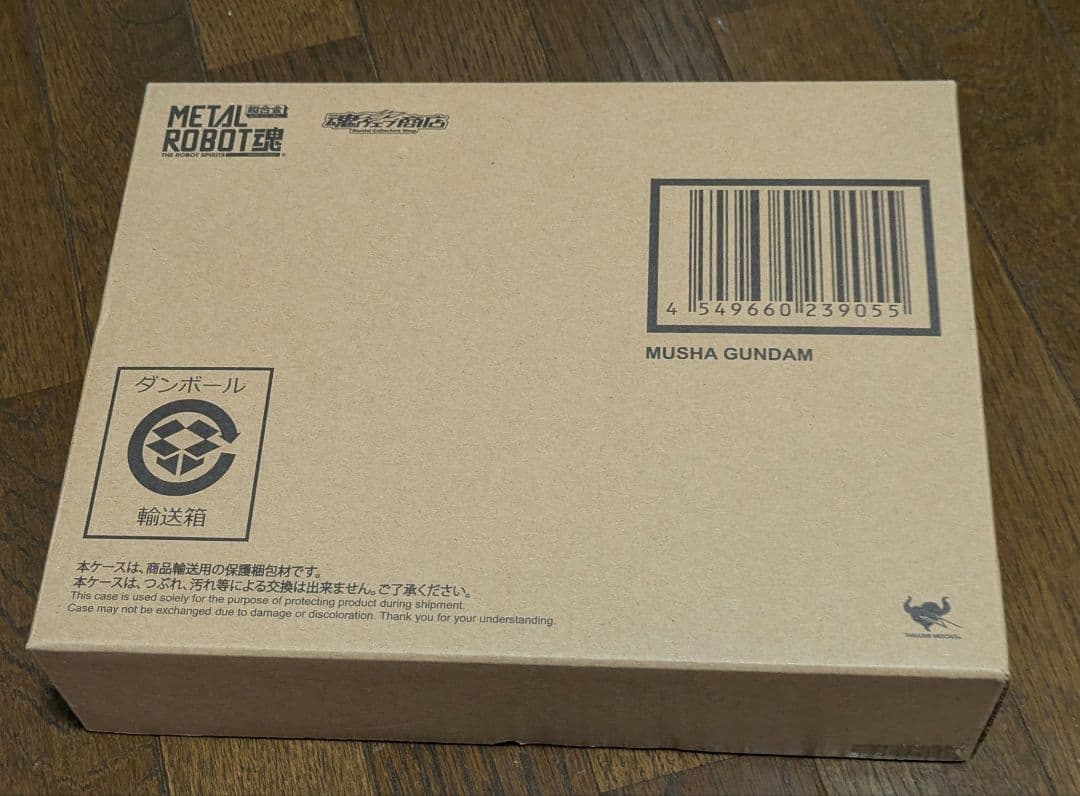 METAL 超合金
ROBOT魂
THE ROBOT SPIRITS
魂ウェブ商店
Bandai Collectors Shop
4 549660 239055
MUSHA GUNDAM
ダンボール
輸送箱
本ケースは、商品輸送用の保護梱包材です。
本ケースは、つぶれ、汚れ等による交換は出来ません。ご了承ください。
This case is used solely for the purpose of protecting product during shipment.
Case may not be exchanged due to damage or discoloration. Thank you for your understanding.